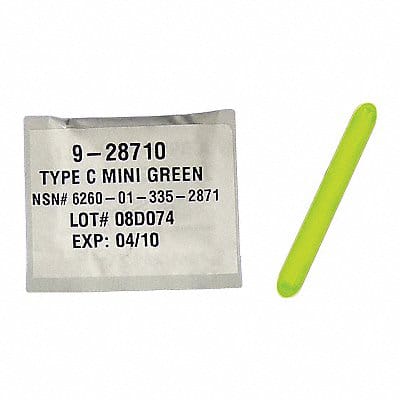 9-28710
TYPE C MINI GREEN
NSN# 6260-01-335-2871
LOT# 08D074
EXP: 04/10